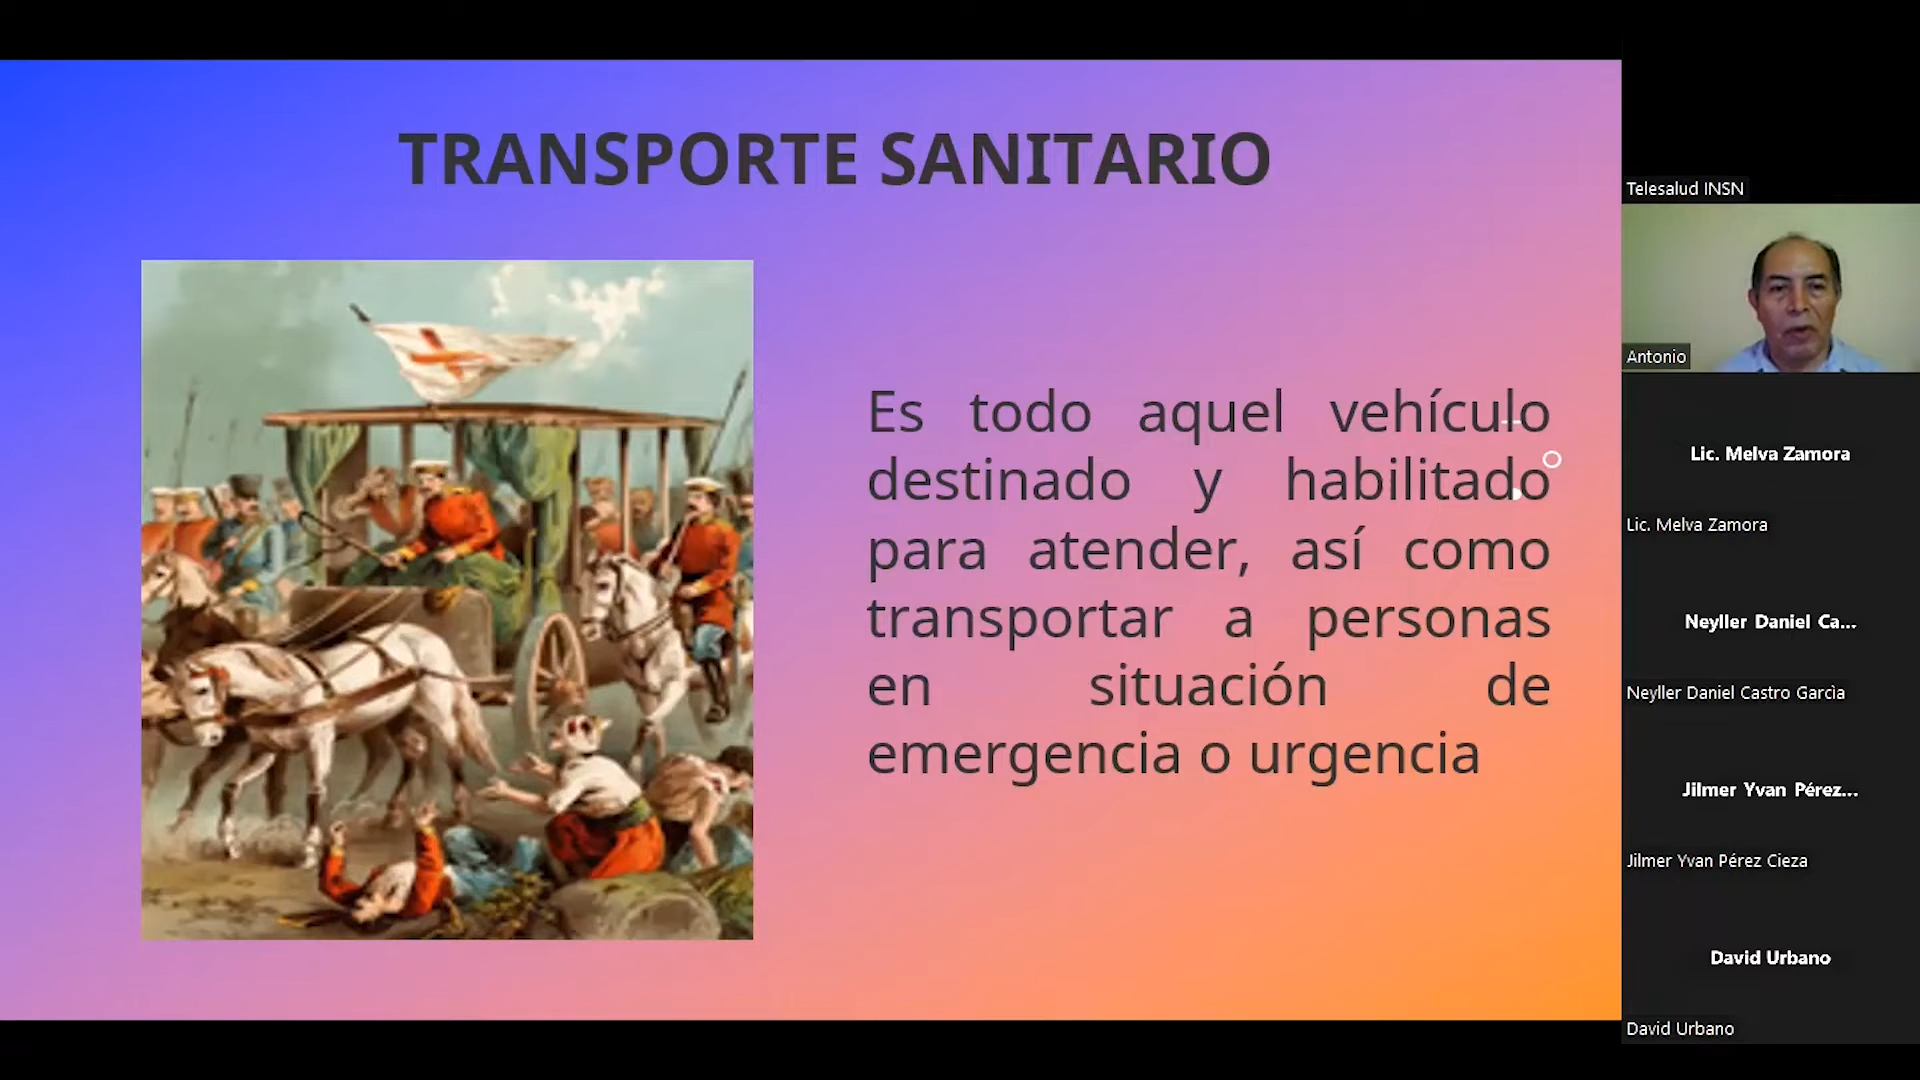 TRANSPORTE SANITARIO
Es todo aquel vehículo
destinado y habilitado
para atender, así como
transportar a personas
en situación de
emergencia o urgencia
Telesalud INSN
Antonio
Lic. Melva Zamora
Lic. Melva Zamora
Neyller Daniel Ca...
Neyller Daniel Castro Garcìa
Jilmer Yvan Pérez...
Jilmer Yvan Pérez Cieza
David Urbano
David Urbano